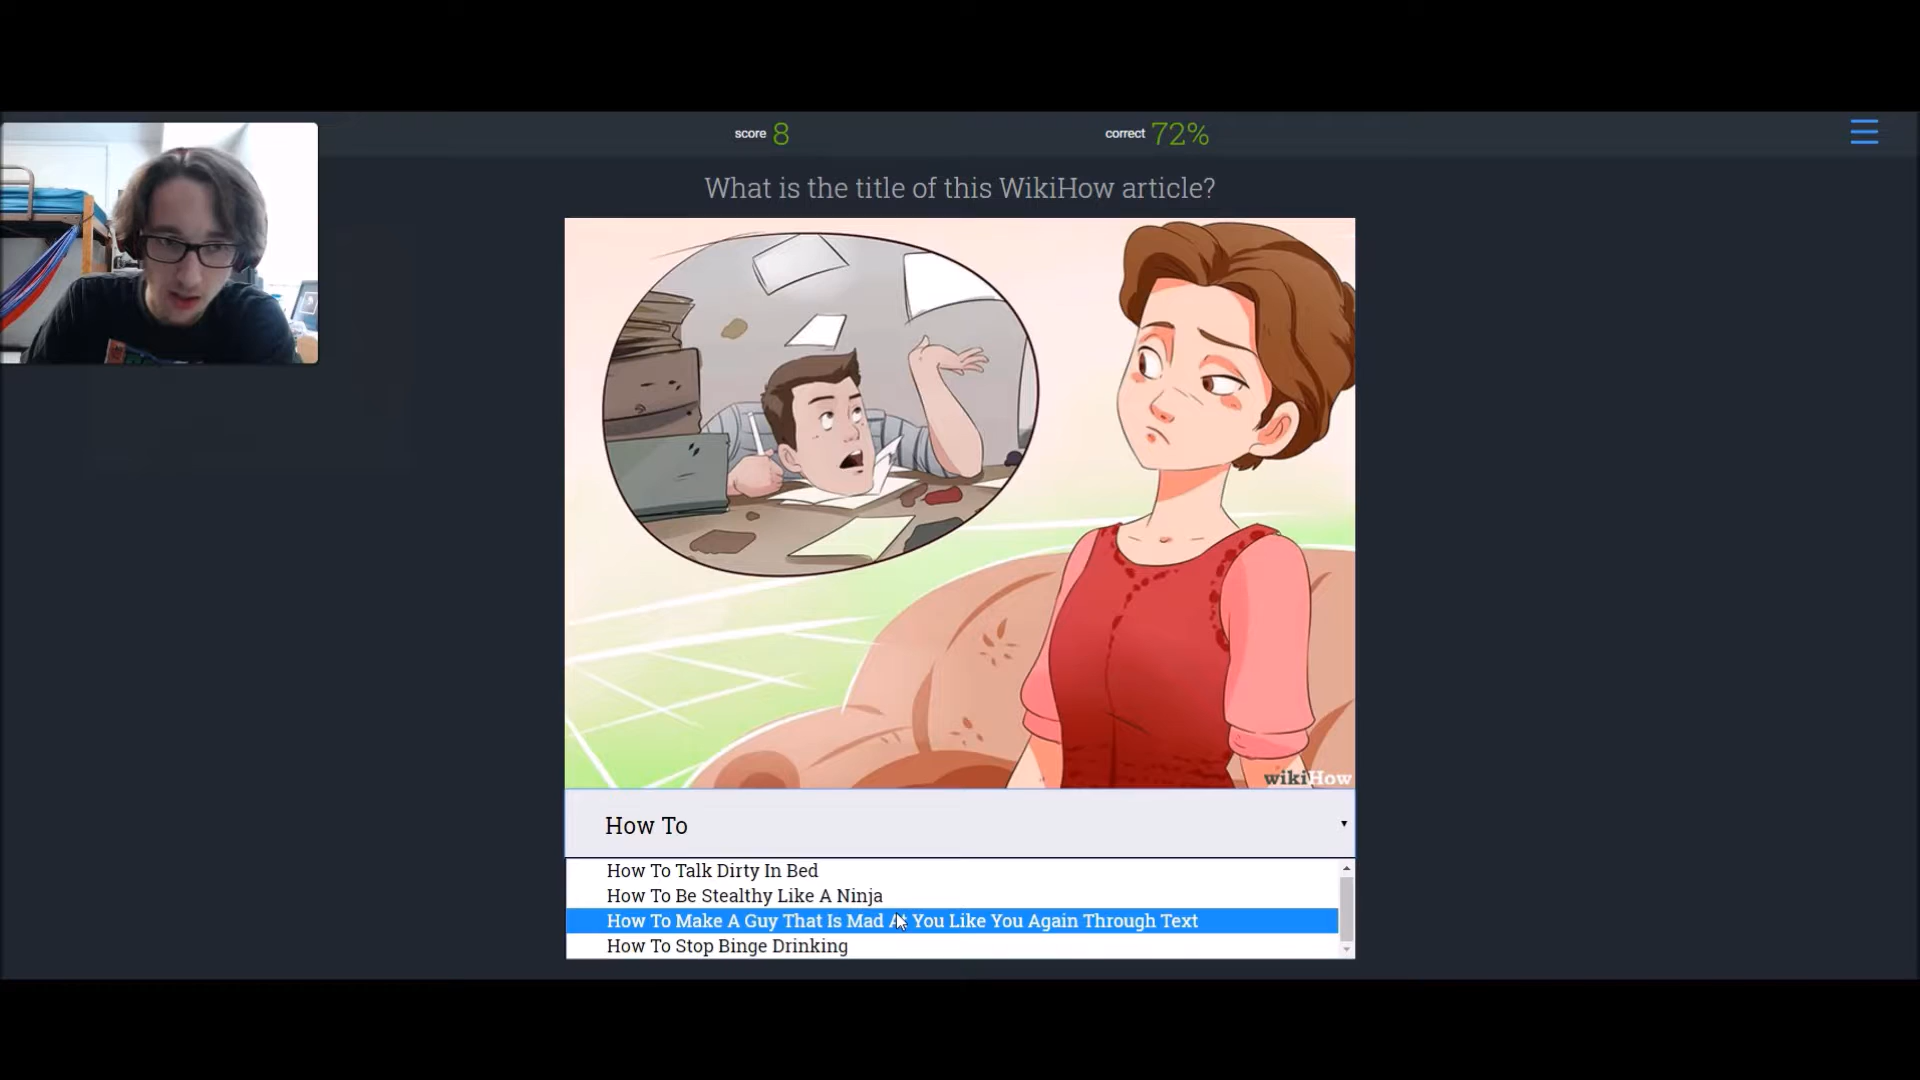 score 8
correct 72%
What is the title of this WikiHow article?
wikiHow
How To
How To Talk Dirty In Bed
How To Be Stealthy Like A Ninja
How To Make A Guy That Is Mad At You Like You Again Through Text
How To Stop Binge Drinking